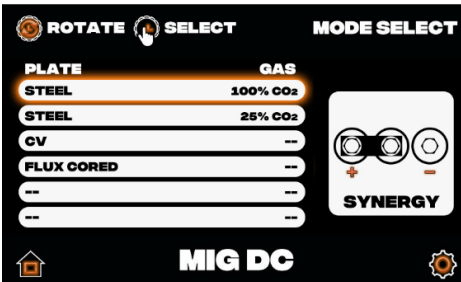 ROTATE SELECT MODE SELECT
PLATE GAS
STEEL 100% CO₂
STEEL 25% CO₂
CV --
FLUX CORED --
-- --
-- --
+ −
SYNERGY
MIG DC